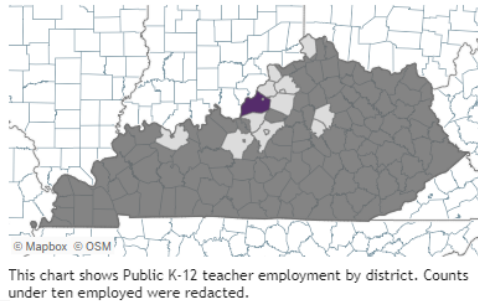 © Mapbox © OSM
This chart shows Public K-12 teacher employment by district. Counts
under ten employed were redacted.